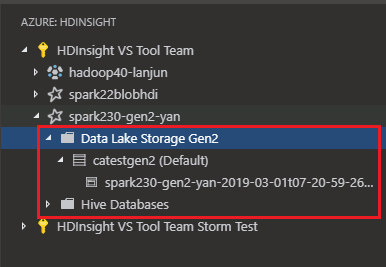 AZURE: HDINSIGHT
HDInsight VS Tool Team
hadoop40-lanjun
spark22blobhdi
spark230-gen2-yan
Data Lake Storage Gen2
catestgen2 (Default)
spark230-gen2-yan-2019-03-01t07-20-59-26...
Hive Databases
HDInsight VS Tool Team Storm Test